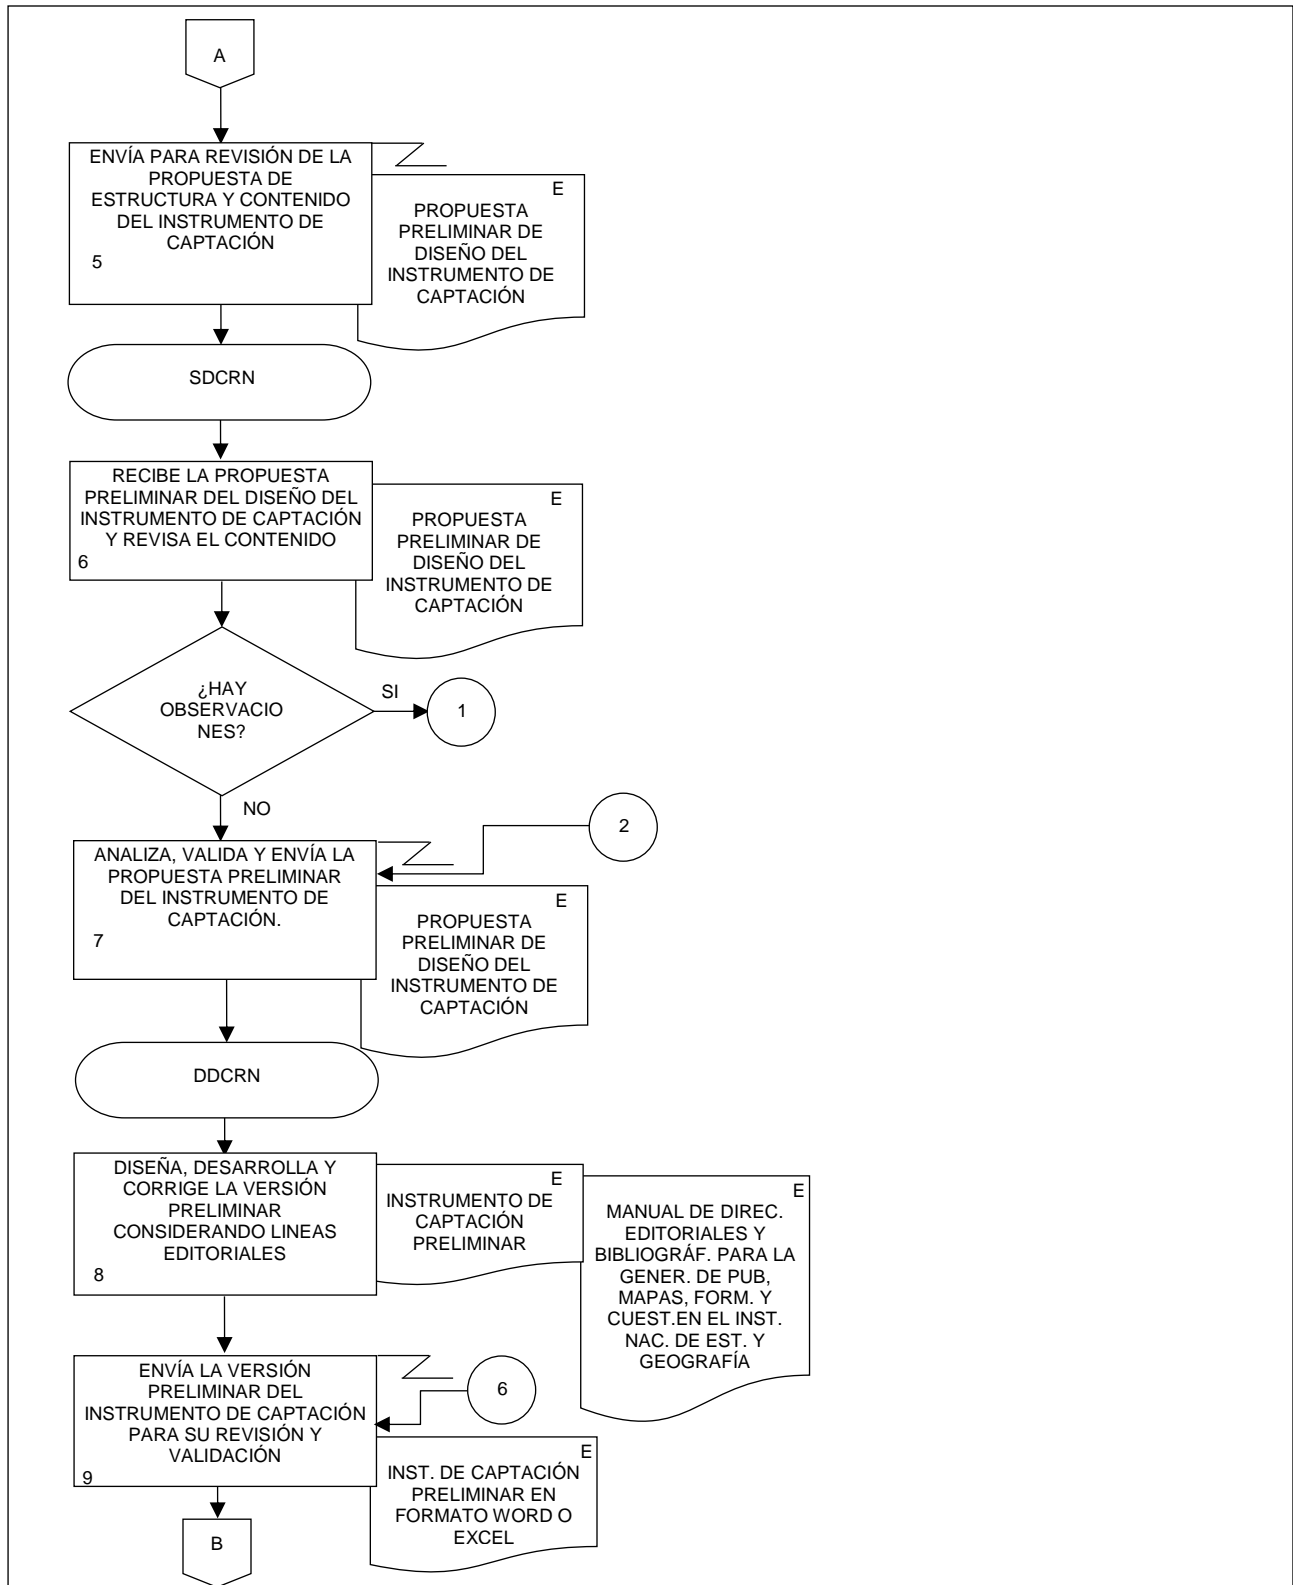 A
ENVÍA PARA REVISIÓN DE LA
PROPUESTA DE
ESTRUCTURA Y CONTENIDO
DEL INSTRUMENTO DE
CAPTACIÓN
5
E
PROPUESTA
PRELIMINAR DE
DISEÑO DEL
INSTRUMENTO DE
CAPTACIÓN
SDCRN
RECIBE LA PROPUESTA
PRELIMINAR DEL DISEÑO DEL
INSTRUMENTO DE CAPTACIÓN
Y REVISA EL CONTENIDO
6
E
PROPUESTA
PRELIMINAR DE
DISEÑO DEL
INSTRUMENTO DE
CAPTACIÓN
¿HAY
OBSERVACIO
NES?
SI
1
NO
2
ANALIZA, VALIDA Y ENVÍA LA
PROPUESTA PRELIMINAR
DEL INSTRUMENTO DE
CAPTACIÓN.
7
E
PROPUESTA
PRELIMINAR DE
DISEÑO DEL
INSTRUMENTO DE
CAPTACIÓN
DDCRN
DISEÑA, DESARROLLA Y
CORRIGE LA VERSIÓN
PRELIMINAR
CONSIDERANDO LINEAS
EDITORIALES
8
E
INSTRUMENTO DE
CAPTACIÓN
PRELIMINAR
E
MANUAL DE DIREC.
EDITORIALES Y
BIBLIOGRÁF. PARA LA
GENER. DE PUB,
MAPAS, FORM. Y
CUEST.EN EL INST.
NAC. DE EST. Y
GEOGRAFÍA
ENVÍA LA VERSIÓN
PRELIMINAR DEL
INSTRUMENTO DE CAPTACIÓN
PARA SU REVISIÓN Y
VALIDACIÓN
9
6
E
INST. DE CAPTACIÓN
PRELIMINAR EN
FORMATO WORD O
EXCEL
B